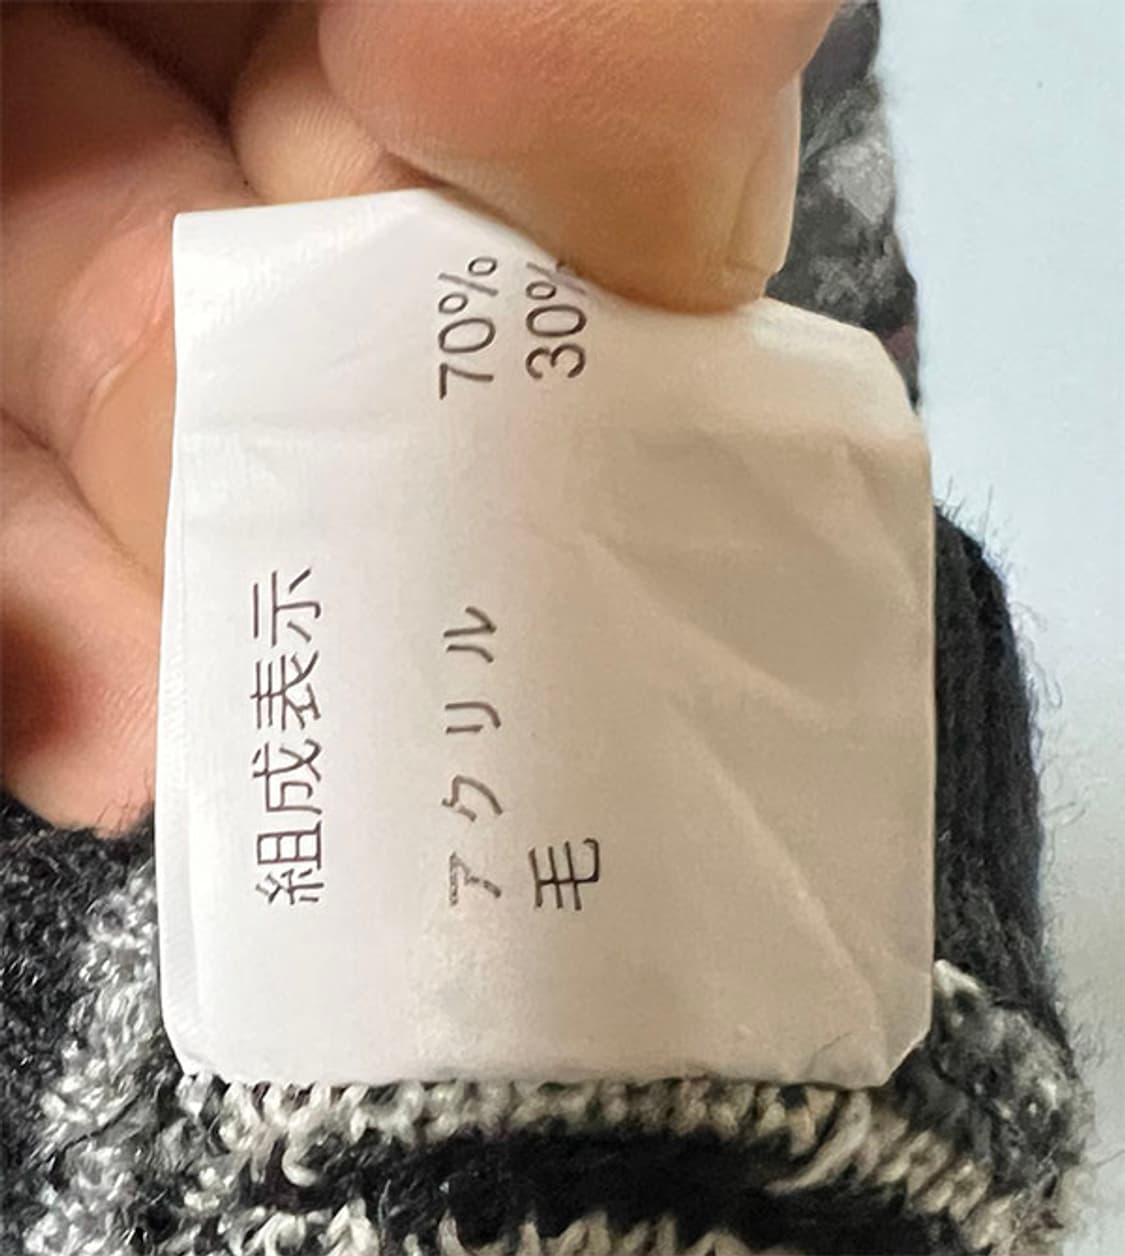 組成表示
アクリル 70%
毛 30%